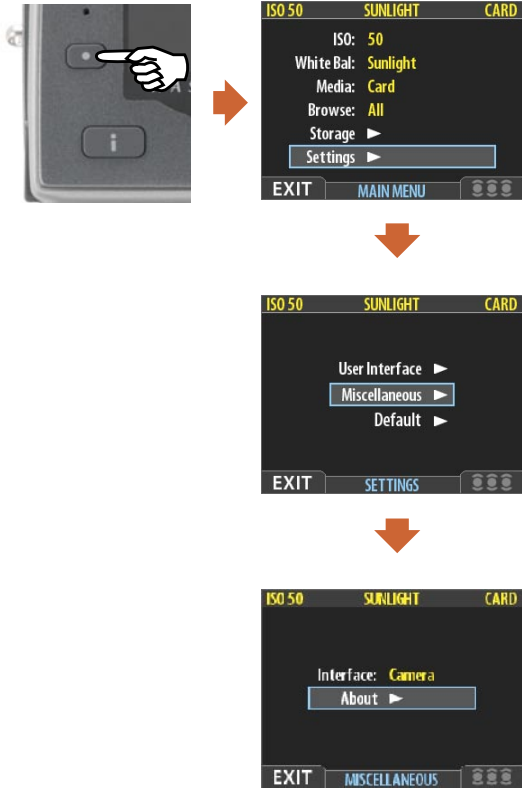 ISO 50 SUNLIGHT CARD
ISO: 50
White Bal: Sunlight
Media: Card
Browse: All
Storage ►
Settings ►
EXIT MAIN MENU
i
ISO 50 SUNLIGHT CARD
User Interface ►
Miscellaneous ►
Default ►
EXIT SETTINGS
ISO 50 SUNLIGHT CARD
Interface: Camera
About ►
EXIT MISCELLANEOUS